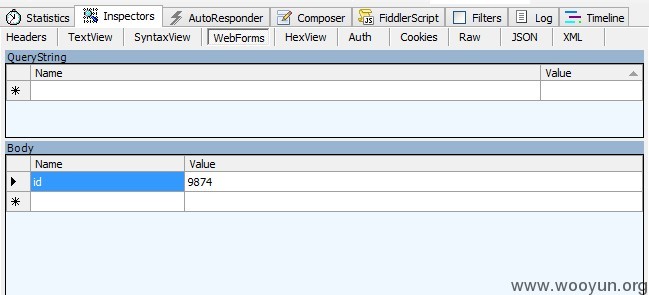 Statistics Inspectors AutoResponder Composer FiddlerScript Filters Log Timeline
Headers TextView SyntaxView WebForms HexView Auth Cookies Raw JSON XML
QueryString
Name Value
Body
Name Value
id 9874
www.wooyun.org